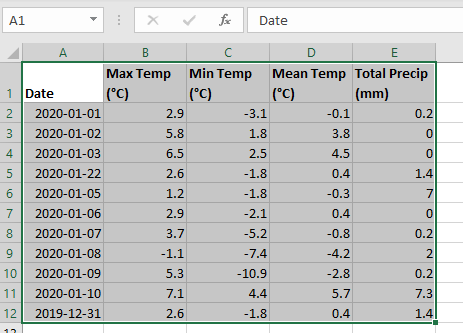 A1 fx Date
A B C D E
1 Date Max Temp (°C) Min Temp (°C) Mean Temp (°C) Total Precip (mm)
2 2020-01-01 2.9 -3.1 -0.1 0.2
3 2020-01-02 5.8 1.8 3.8 0
4 2020-01-03 6.5 2.5 4.5 0
5 2020-01-22 2.6 -1.8 0.4 1.4
6 2020-01-05 1.2 -1.8 -0.3 7
7 2020-01-06 2.9 -2.1 0.4 0
8 2020-01-07 3.7 -5.2 -0.8 0.2
9 2020-01-08 -1.1 -7.4 -4.2 2
10 2020-01-09 5.3 -10.9 -2.8 0.2
11 2020-01-10 7.1 4.4 5.7 7.3
12 2019-12-31 2.6 -1.8 0.4 1.4